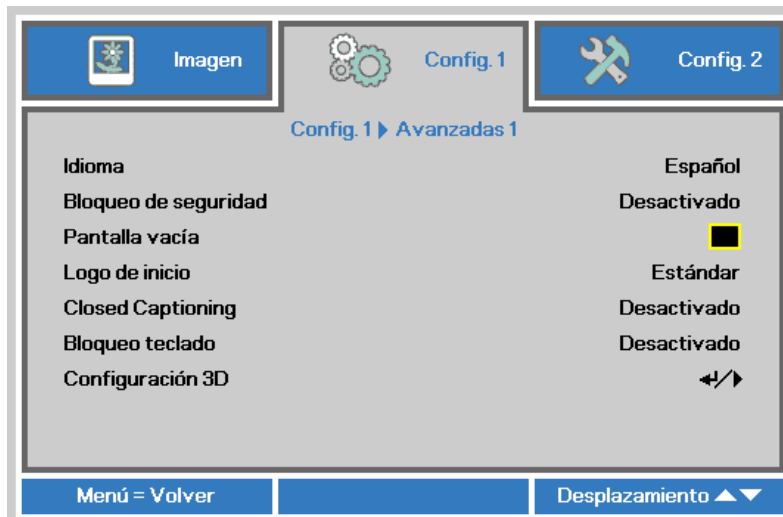 Imagen
Config. 1
Config. 2
Config. 1 ▶ Avanzadas 1
Idioma Español
Bloqueo de seguridad Desactivado
Pantalla vacía
Logo de inicio Estándar
Closed Captioning Desactivado
Bloqueo teclado Desactivado
Configuración 3D ↵/▶
Menú = Volver
Desplazamiento ▲▼